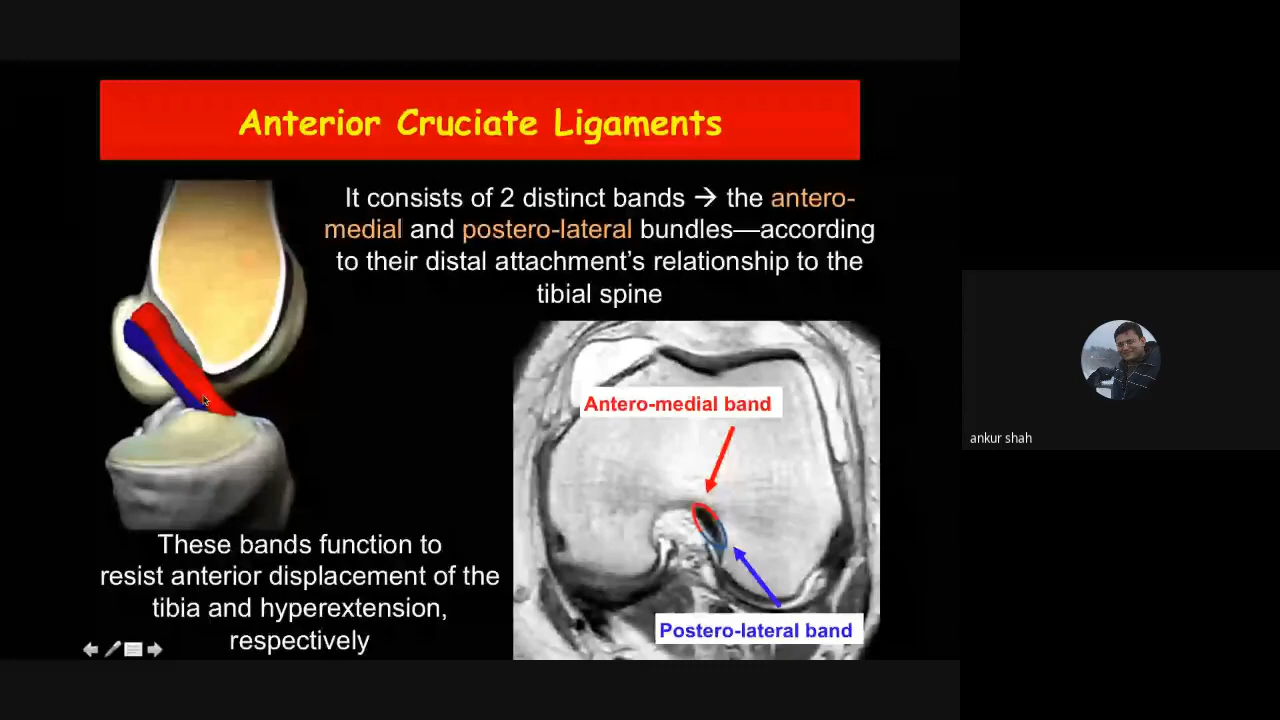 Anterior Cruciate Ligaments
It consists of 2 distinct bands → the antero-
medial and postero-lateral bundles—according
to their distal attachment's relationship to the
tibial spine
Antero-medial band
Postero-lateral band
These bands function to
resist anterior displacement of the
tibia and hyperextension,
respectively
ankur shah